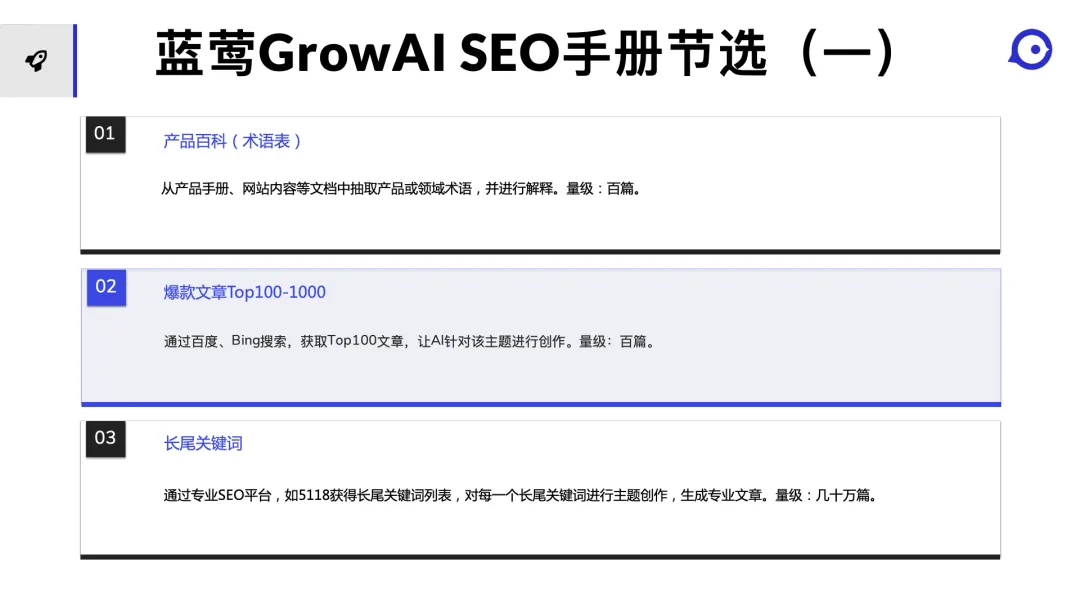 蓝莺GrowAI SEO手册节选（一）
01
产品百科（术语表）
从产品手册、网站内容等文档中抽取产品或领域术语，并进行解释。量级：百篇。
02
爆款文章Top100-1000
通过百度、Bing搜索，获取Top100文章，让AI针对该主题进行创作。量级：百篇。
03
长尾关键词
通过专业SEO平台，如5118获得长尾关键词列表，对每一个长尾关键词进行主题创作，生成专业文章。量级：几十万篇。